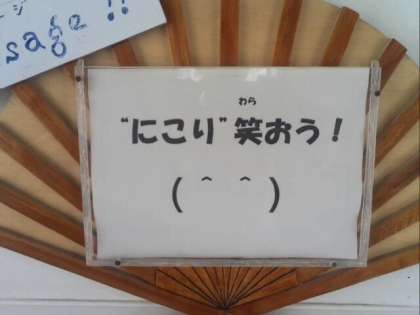 sage!!
わら
"にこり"笑おう！
( ＾ ＾ )